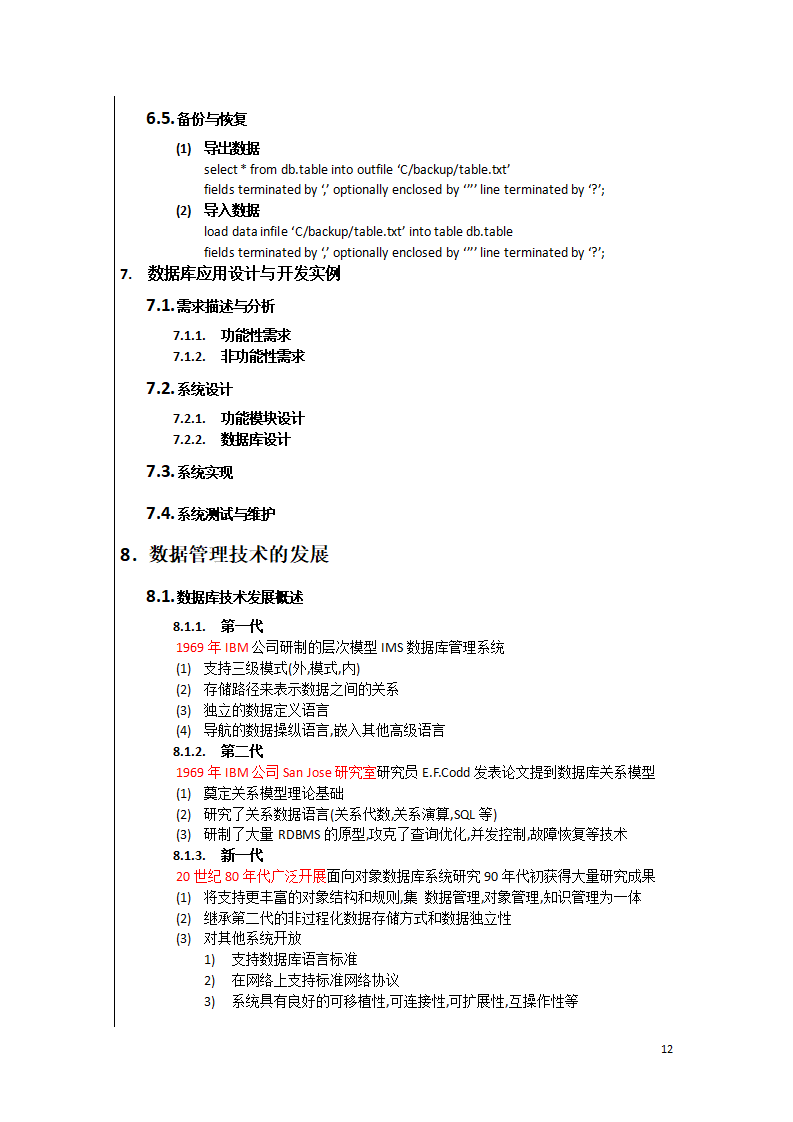 6.5.备份与恢复
(1) 导出数据
select * from db.table into outfile ‘C/backup/table.txt’
fields terminated by ‘,’ optionally enclosed by ‘”’ line terminated by ‘?’;
(2) 导入数据
load data infile ‘C/backup/table.txt’ into table db.table
fields terminated by ‘,’ optionally enclosed by ‘”’ line terminated by ‘?’;
7. 数据库应用设计与开发实例
7.1.需求描述与分析
7.1.1. 功能性需求
7.1.2. 非功能性需求
7.2.系统设计
7.2.1. 功能模块设计
7.2.2. 数据库设计
7.3.系统实现
7.4.系统测试与维护
8. 数据管理技术的发展
8.1.数据库技术发展概述
8.1.1. 第一代
1969 年 IBM 公司研制的层次模型 IMS 数据库管理系统
(1) 支持三级模式(外,模式,内)
(2) 存储路径来表示数据之间的关系
(3) 独立的数据定义语言
(4) 导航的数据操纵语言,嵌入其他高级语言
8.1.2. 第二代
1969 年 IBM 公司 San Jose 研究室研究员 E.F.Codd 发表论文提到数据库关系模型
(1) 奠定关系模型理论基础
(2) 研究了关系数据语言(关系代数,关系演算,SQL 等)
(3) 研制了大量 RDBMS 的原型,攻克了查询优化,并发控制,故障恢复等技术
8.1.3. 新一代
20 世纪 80 年代广泛开展面向对象数据库系统研究 90 年代初获得大量研究成果
(1) 将支持更丰富的对象结构和规则,集 数据管理,对象管理,知识管理为一体
(2) 继承第二代的非过程化数据存储方式和数据独立性
(3) 对其他系统开放
1) 支持数据库语言标准
2) 在网络上支持标准网络协议
3) 系统具有良好的可移植性,可连接性,可扩展性,互操作性等
12